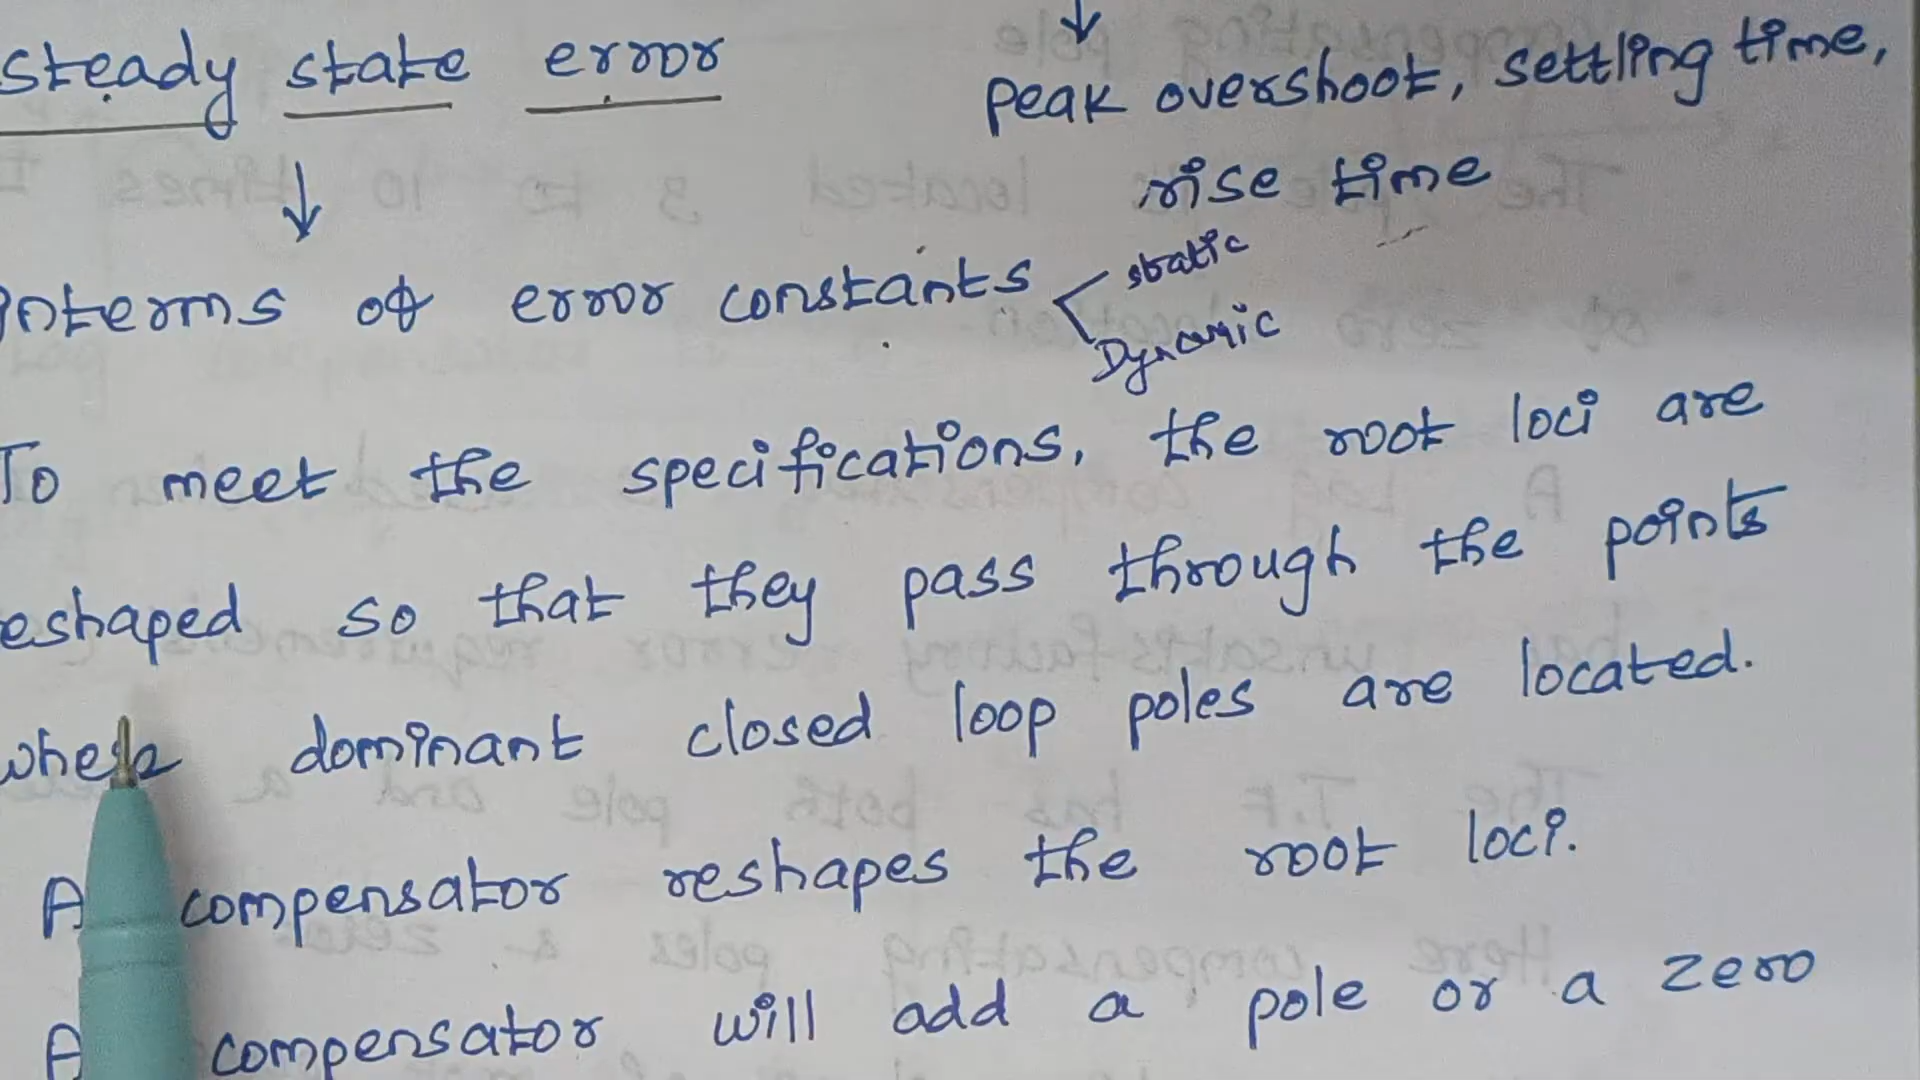 steady state error
peak overshoot, settling time,
rise time
Interms of error constants
static
Dynamic
To meet the specifications, the root loci are
reshaped so that they pass through the points
where dominant closed loop poles are located.
A compensator reshapes the root loci.
A compensator will add a pole or a zero